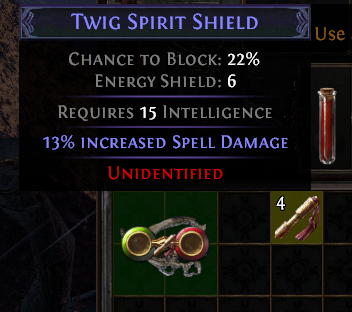 TWIG SPIRIT SHIELD
CHANCE TO BLOCK: 22%
ENERGY SHIELD: 6
REQUIRES 15 INTELLIGENCE
13% INCREASED SPELL DAMAGE
UNIDENTIFIED
Use
4